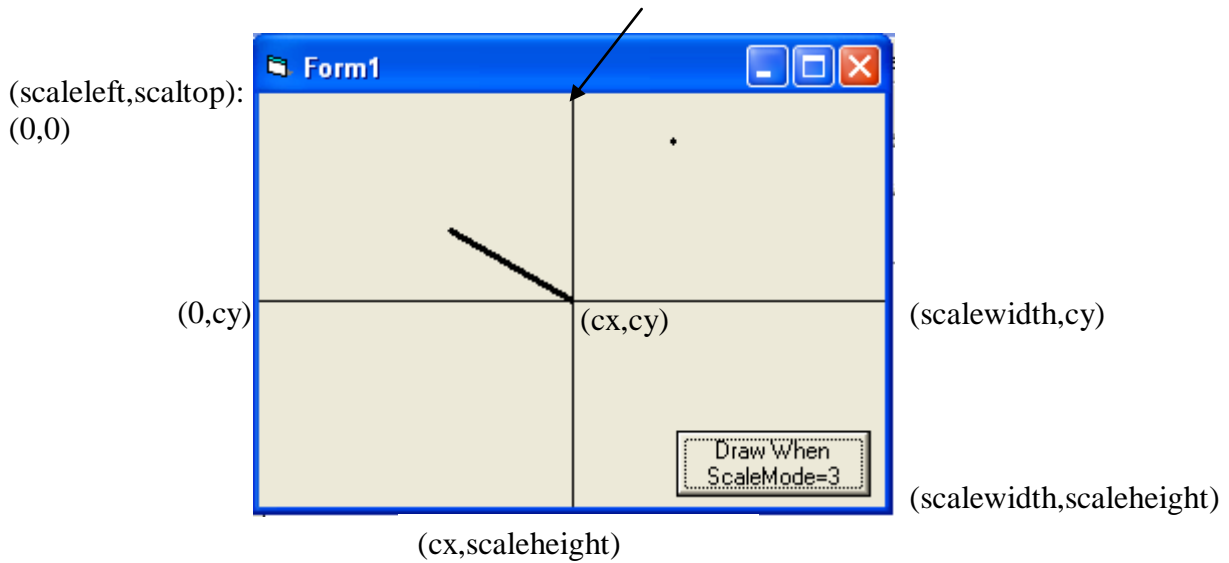 Form1
(scaleleft,scaltop):
(0,0)
(0,cy)
(cx,cy)
(scalewidth,cy)
Draw When
ScaleMode=3
(scalewidth,scaleheight)
(cx,scaleheight)